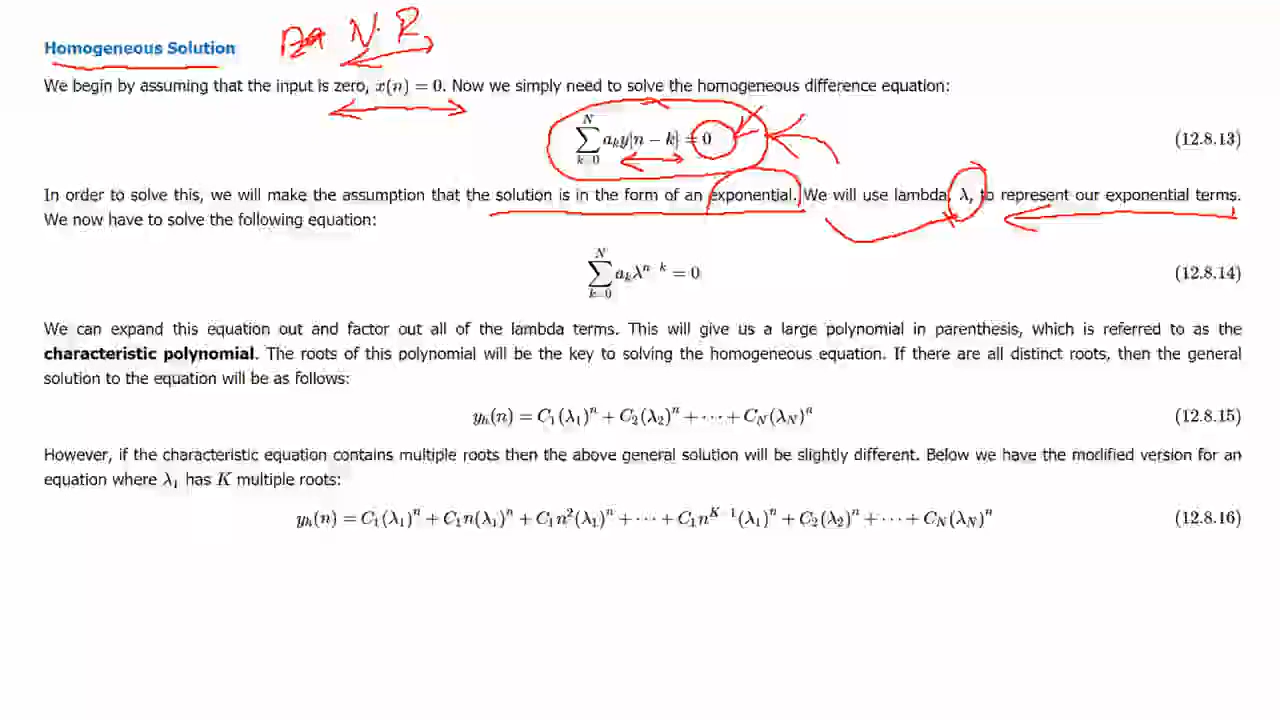 Homogeneous Solution N.R
We begin by assuming that the input is zero, x(n) = 0. Now we simply need to solve the homogeneous difference equation:
∑_{k=0}^{N} a_k y[n − k] = 0 (12.8.13)
In order to solve this, we will make the assumption that the solution is in the form of an exponential. We will use lambda, λ, to represent our exponential terms.
We now have to solve the following equation:
∑_{k=0}^{N} a_k λ^{n−k} = 0 (12.8.14)
We can expand this equation out and factor out all of the lambda terms. This will give us a large polynomial in parenthesis, which is referred to as the
characteristic polynomial. The roots of this polynomial will be the key to solving the homogeneous equation. If there are all distinct roots, then the general
solution to the equation will be as follows:
y_h(n) = C_1(λ_1)^n + C_2(λ_2)^n + ⋯ + C_N(λ_N)^n (12.8.15)
However, if the characteristic equation contains multiple roots then the above general solution will be slightly different. Below we have the modified version for an
equation where λ_1 has K multiple roots:
y_h(n) = C_1(λ_1)^n + C_1n(λ_1)^n + C_1n^2(λ_1)^n + ⋯ + C_1n^{K−1}(λ_1)^n + C_2(λ_2)^n + ⋯ + C_N(λ_N)^n (12.8.16)